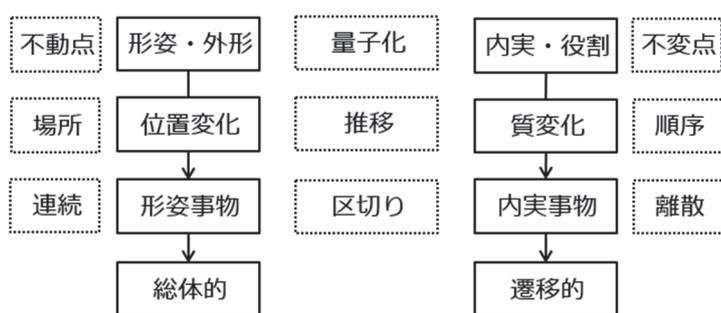 不動点 形姿・外形 量子化 内実・役割 不変点
場所 位置変化 推移 質変化 順序
連続 形姿事物 区切り 内実事物 離散
総体的 遷移的